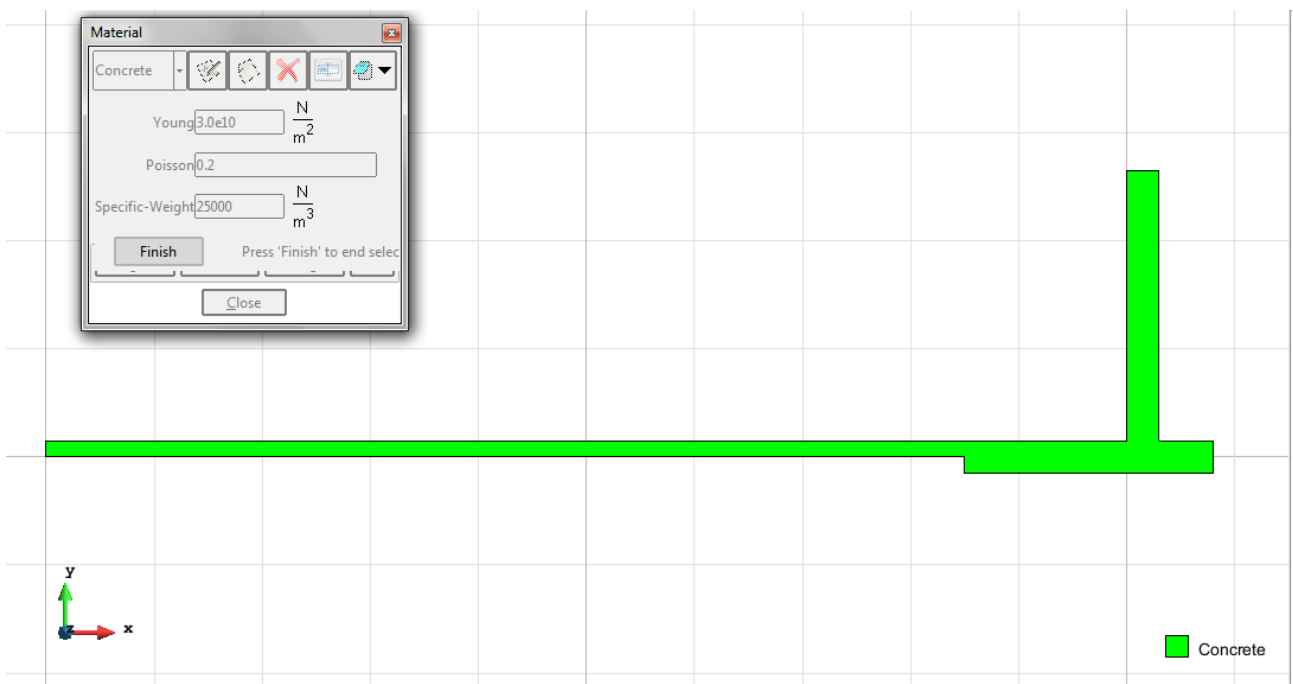 Material
Concrete
Young 3.0e10 N
m2
Poisson 0.2
Specific-Weight 25000 N
m3
Finish Press 'Finish' to end selec
Close
y
z x
Concrete